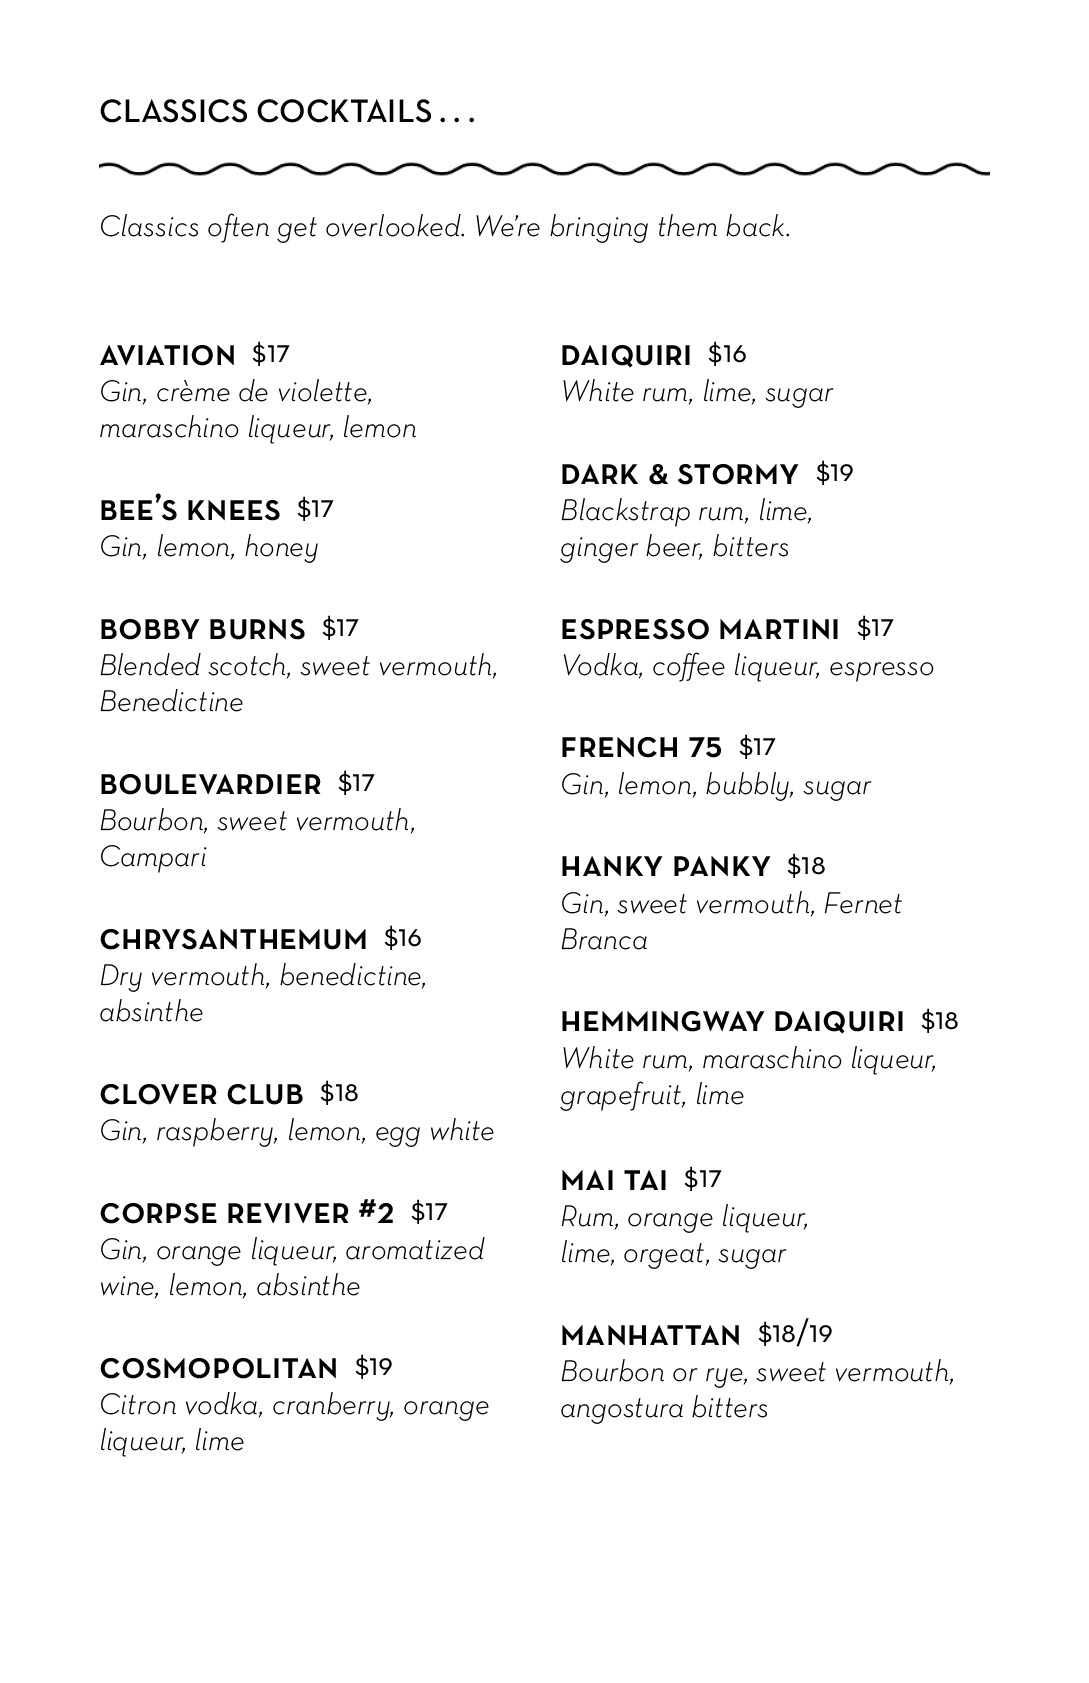 CLASSICS COCKTAILS...
Classics often get overlooked. We're bringing them back.
AVIATION $17
Gin, crème de violette,
maraschino liqueur, lemon
BEE'S KNEES $17
Gin, lemon, honey
BOBBY BURNS $17
Blended scotch, sweet vermouth,
Benedictine
BOULEVARDIER $17
Bourbon, sweet vermouth,
Campari
CHRYSANTHEMUM $16
Dry vermouth, benedictine,
absinthe
CLOVER CLUB $18
Gin, raspberry, lemon, egg white
CORPSE REVIVER #2 $17
Gin, orange liqueur, aromatized
wine, lemon, absinthe
COSMOPOLITAN $19
Citron vodka, cranberry, orange
liqueur, lime
DAIQUIRI $16
White rum, lime, sugar
DARK & STORMY $19
Blackstrap rum, lime,
ginger beer, bitters
ESPRESSO MARTINI $17
Vodka, coffee liqueur, espresso
FRENCH 75 $17
Gin, lemon, bubbly, sugar
HANKY PANKY $18
Gin, sweet vermouth, Fernet
Branca
HEMMINGWAY DAIQUIRI $18
White rum, maraschino liqueur,
grapefruit, lime
MAI TAI $17
Rum, orange liqueur,
lime, orgeat, sugar
MANHATTAN $18/19
Bourbon or rye, sweet vermouth,
angostura bitters